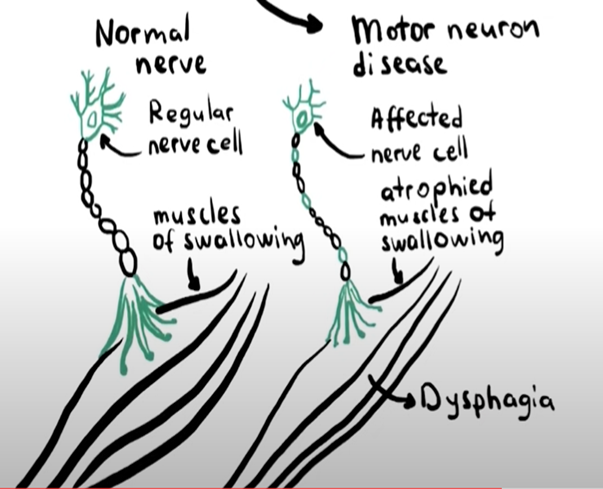 Normal
nerve
Regular
nerve cell
muscles
of swallowing
Motor neuron
disease
Affected
nerve cell
atrophied
muscles of
swallowing
Dysphagia